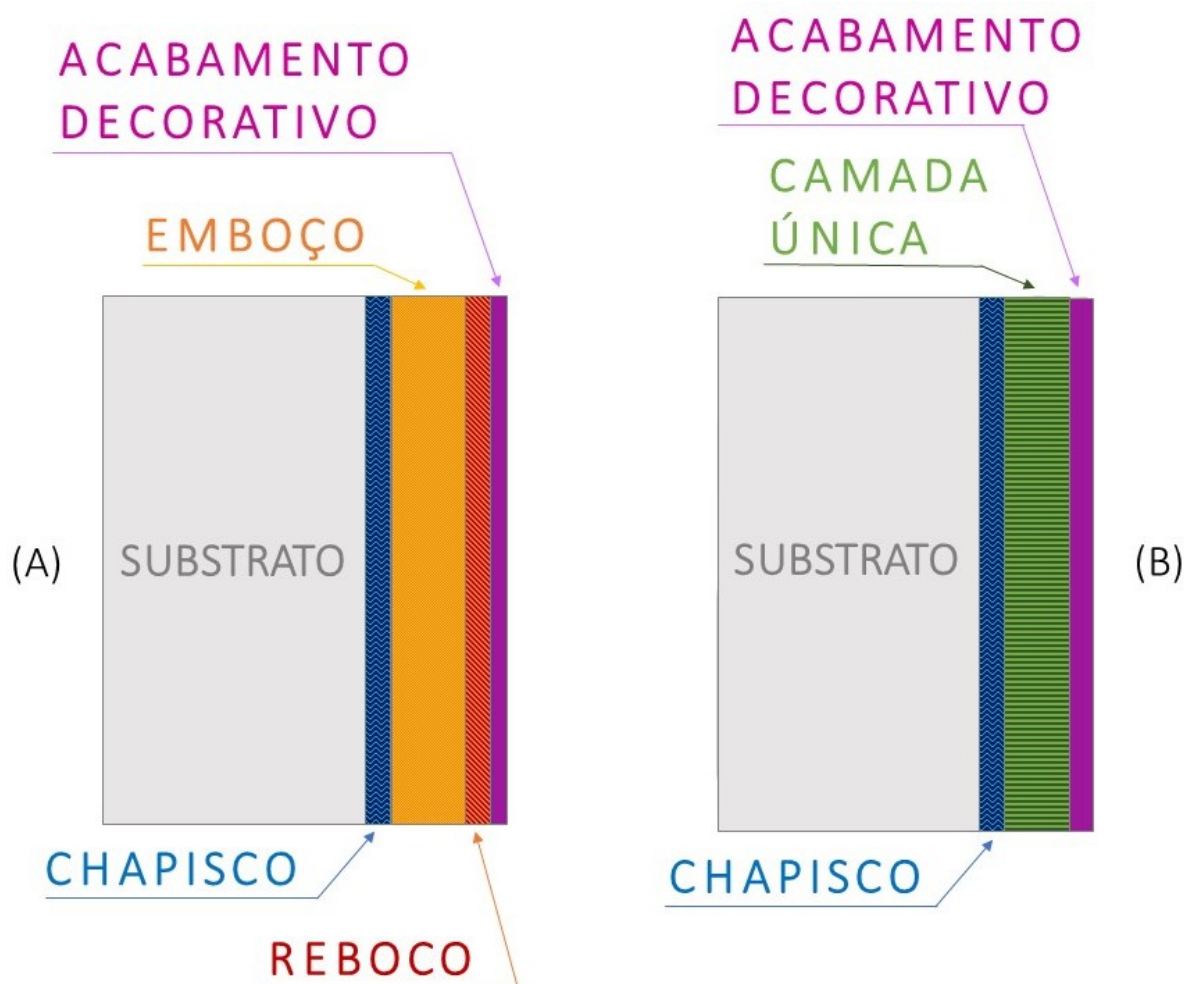 ACABAMENTO
DECORATIVO
EMBOÇO
(A)
SUBSTRATO
CHAPISCO
REBOCO
ACABAMENTO
DECORATIVO
CAMADA
ÚNICA
SUBSTRATO
(B)
CHAPISCO